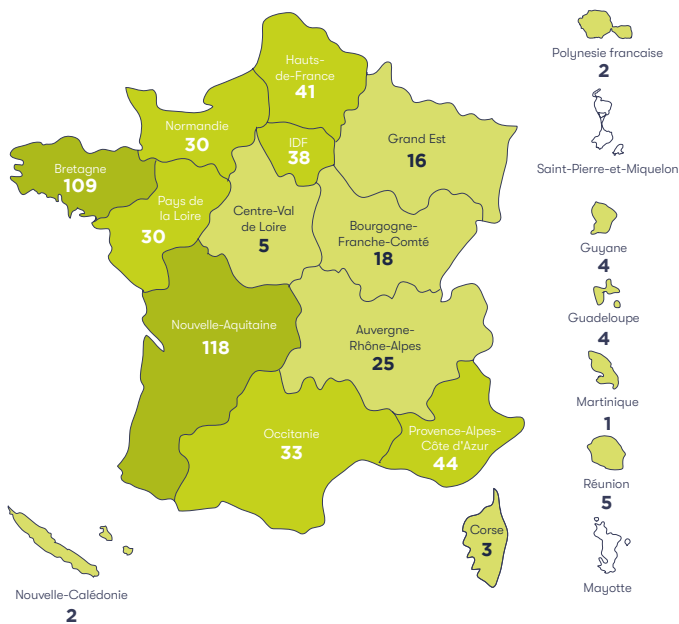 Hauts-
de-France
41
Normandie
30
IDF
38
Grand Est
16
Bretagne
109
Pays de
la Loire
30
Centre-Val
de Loire
5
Bourgogne-
Franche-Comté
18
Nouvelle-Aquitaine
118
Auvergne-
Rhône-Alpes
25
Occitanie
33
Provence-Alpes-
Côte d'Azur
44
Corse
3
Nouvelle-Calédonie
2
Polynesie francaise
2
Saint-Pierre-et-Miquelon
Guyane
4
Guadeloupe
4
Martinique
1
Réunion
5
Mayotte